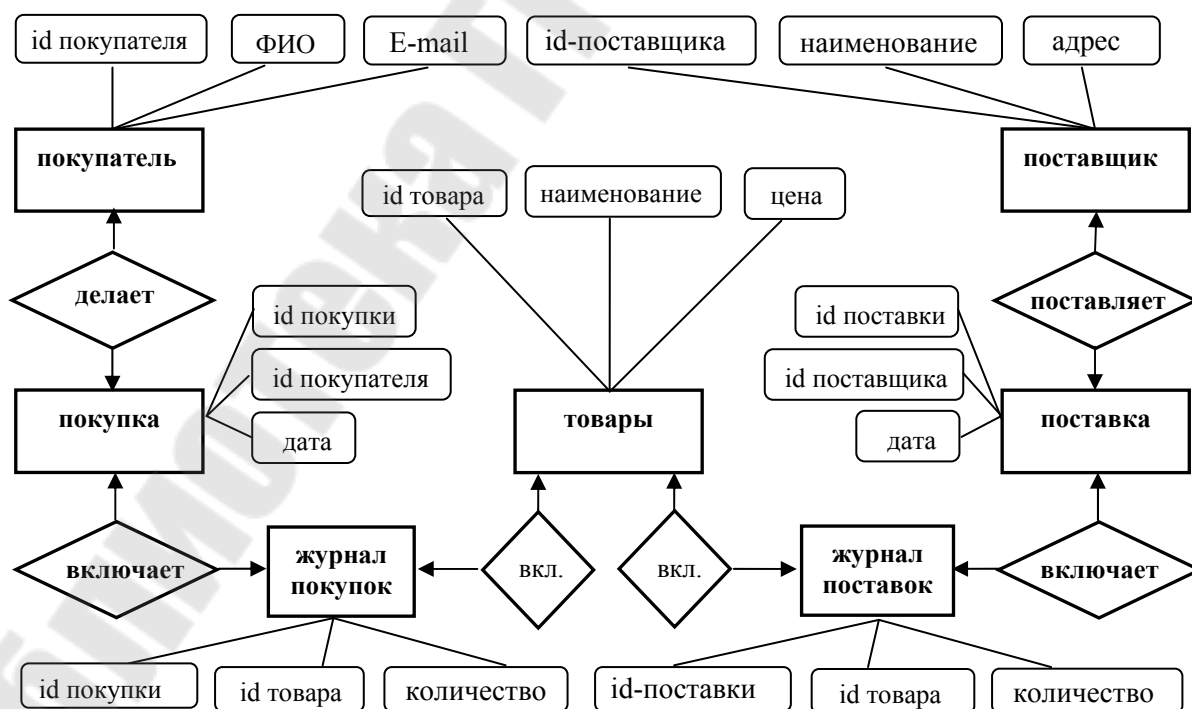 id покупателя
ФИО
E-mail
id-поставщика
наименование
адрес
покупатель
поставщик
id товара
наименование
цена
делает
поставляет
id покупки
id поставки
id покупателя
id поставщика
покупка
товары
поставка
дата
дата
включает
журнал
покупок
вкл.
вкл.
журнал
поставок
включает
id покупки
id товара
количество
id-поставки
id товара
количество